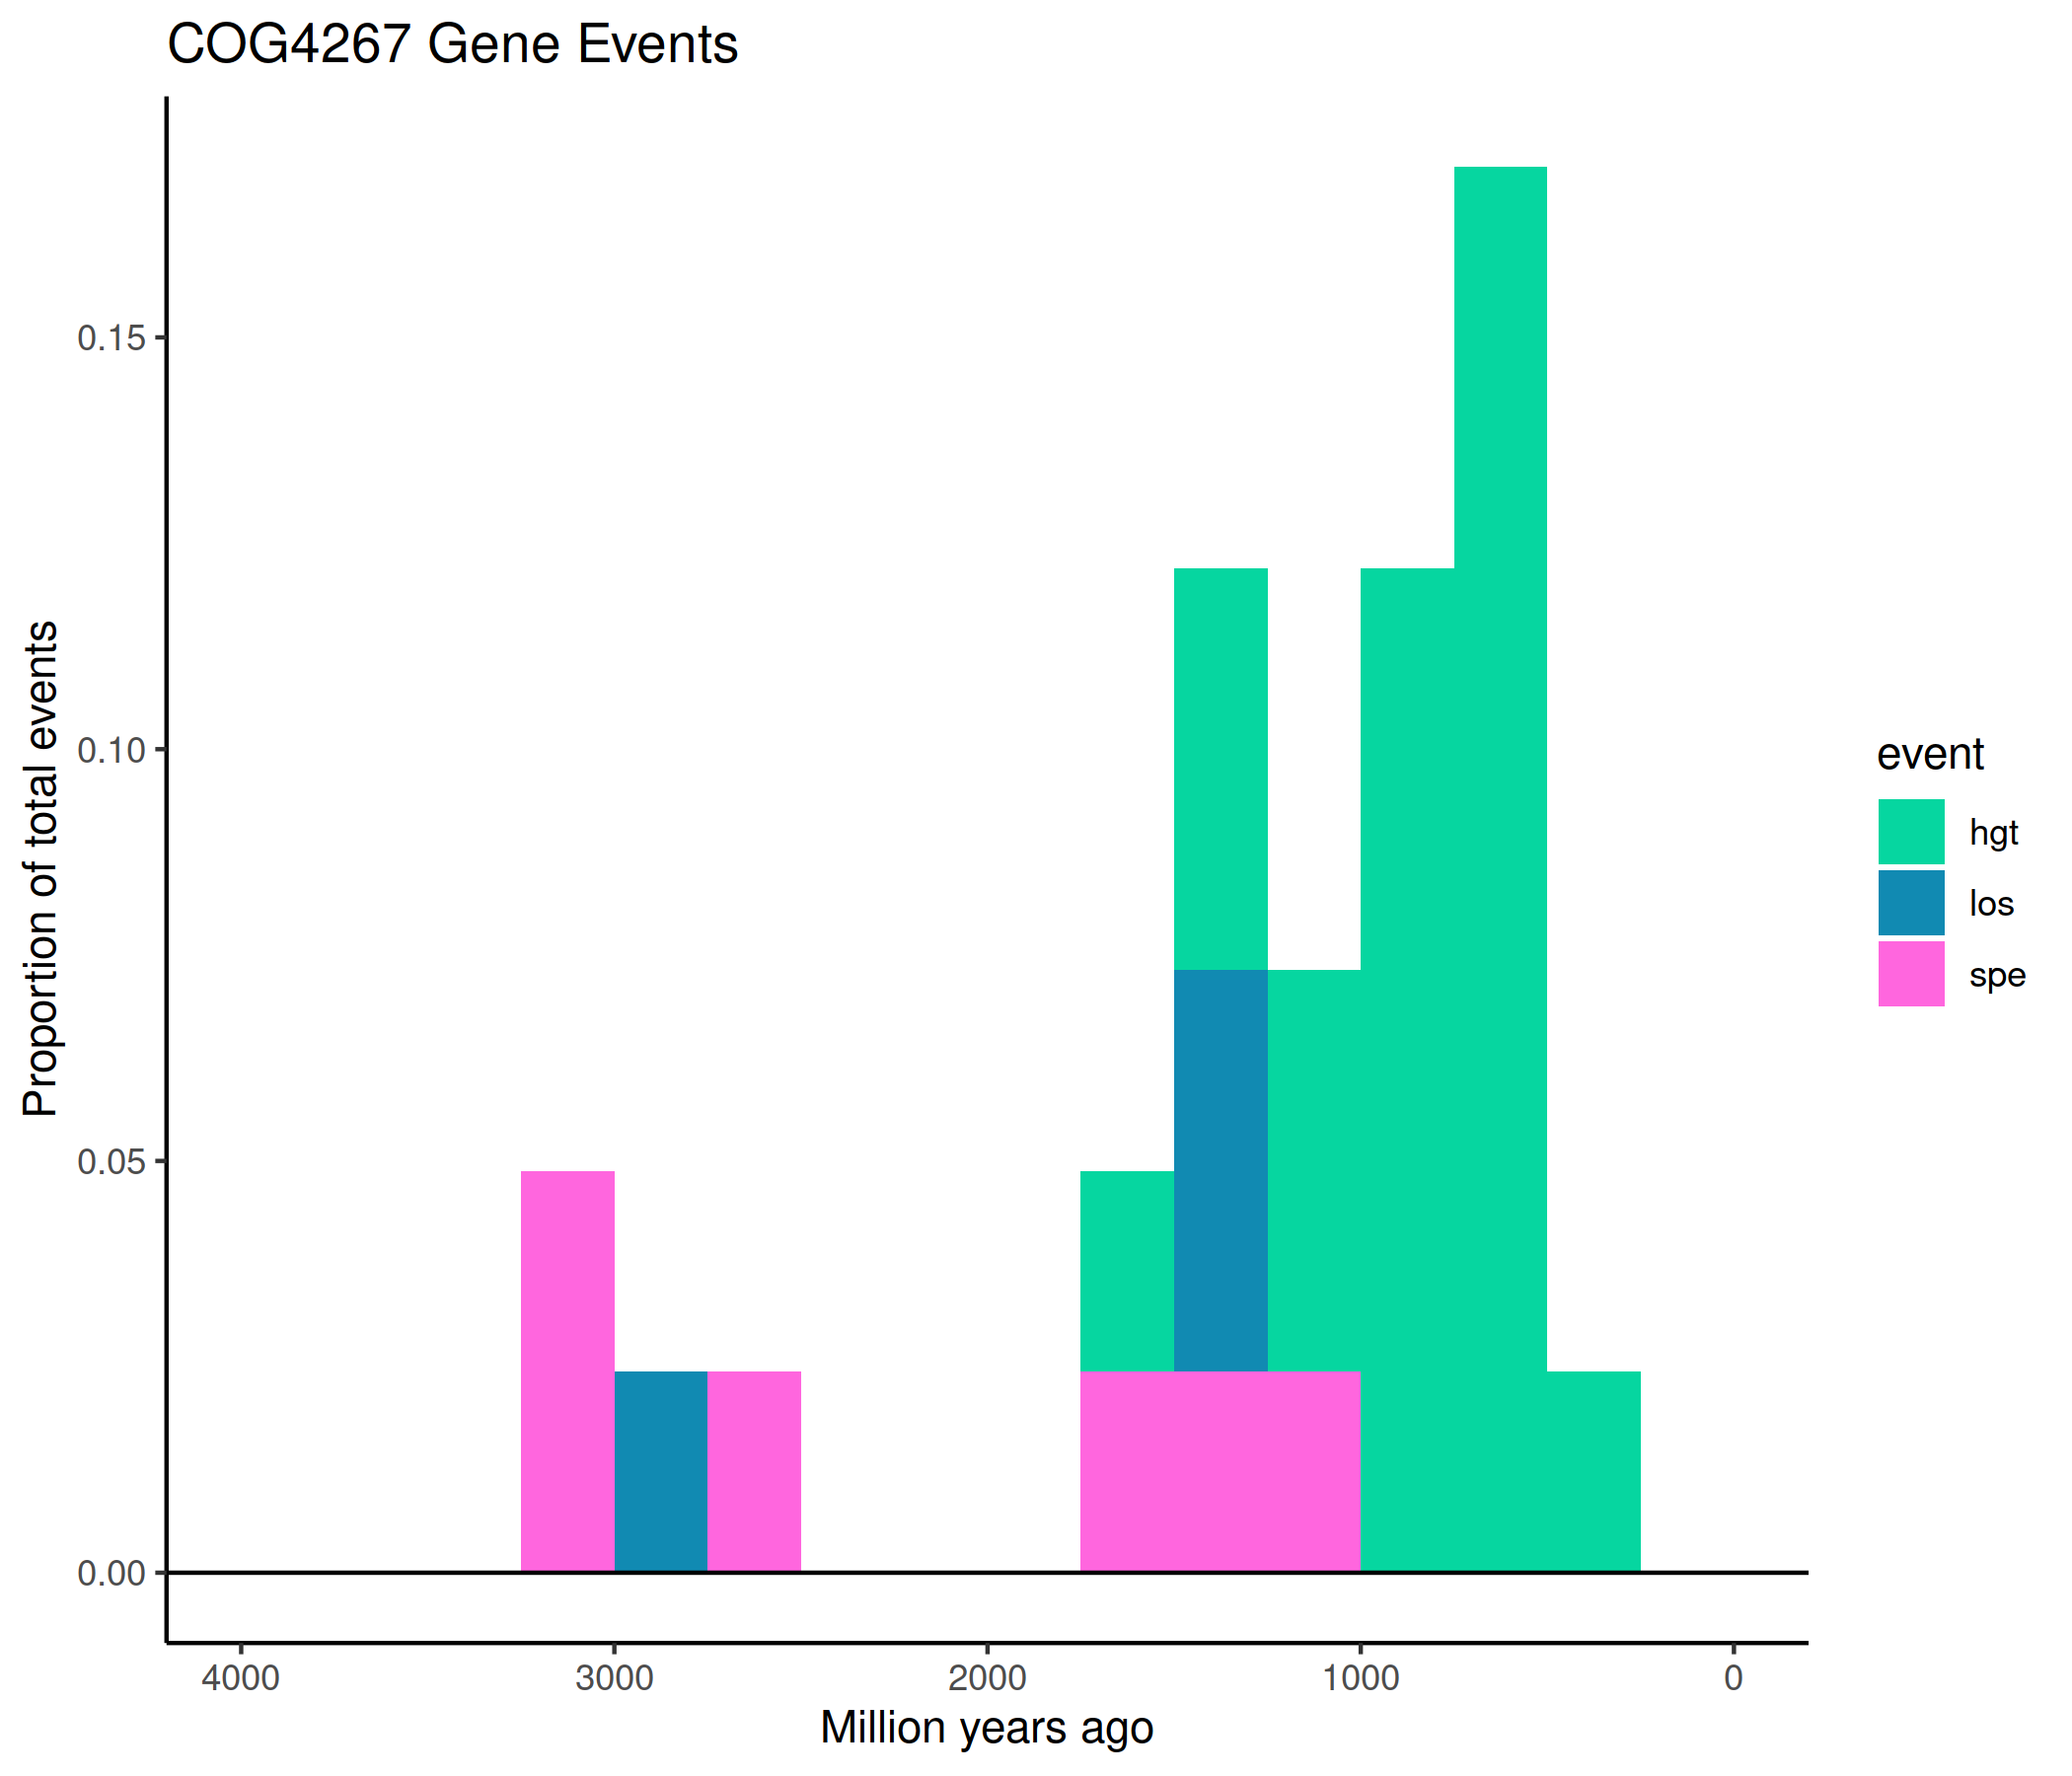 COG4267 Gene Events
Proportion of total events
0.15
0.10
0.05
0.00
4000 3000 2000 1000 0
Million years ago
event
hgt
los
spe